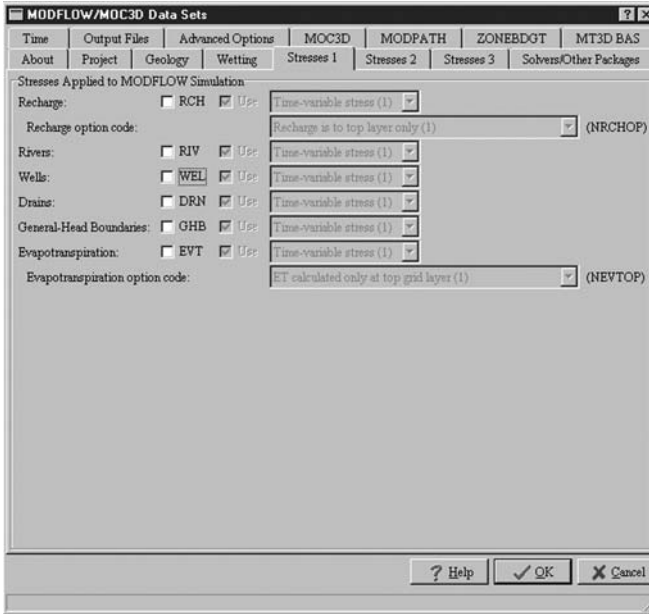 MODFLOW/MOC3D Data Sets
Time Output Files Advanced Options MOC3D MODPATH ZONEBDGT MT3D BAS
About Project Geology Wetting Stresses 1 Stresses 2 Stresses 3 Solvers/Other Packages
Stresses Applied to MODFLOW Simulation
Recharge: RCH Use Time-variable stress (1)
Recharge option code: Recharge is to top layer only (1) (NRCHOP)
Rivers: RIV Use Time-variable stress (1)
Wells: WEL Use Time-variable stress (1)
Drains: DRN Use Time-variable stress (1)
General-Head Boundaries: GHB Use Time-variable stress (1)
Evapotranspiration: EVT Use Time-variable stress (1)
Evapotranspiration option code: ET calculated only at top grid layer (1) (NEVTOP)
? Help OK Cancel